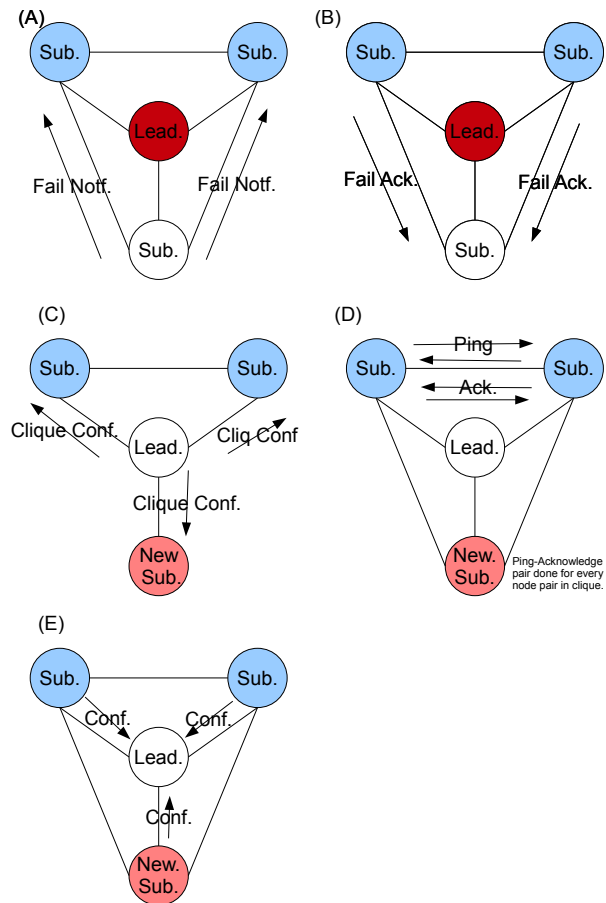 (A)
Sub.
Sub.
Lead.
Fail Notf.
Fail Notf.
Sub.
(B)
Sub.
Sub.
Lead.
Fail Ack.
Fail Ack.
Sub.
(C)
Sub.
Sub.
Clique Conf.
Lead.
Cliq Conf
Clique Conf.
New
Sub.
(D)
Ping
Sub.
Sub.
Ack.
Lead.
New.
Sub.
Ping-Acknowledge
pair done for every
node pair in clique.
(E)
Sub.
Sub.
Conf.
Conf.
Lead.
Conf.
New.
Sub.